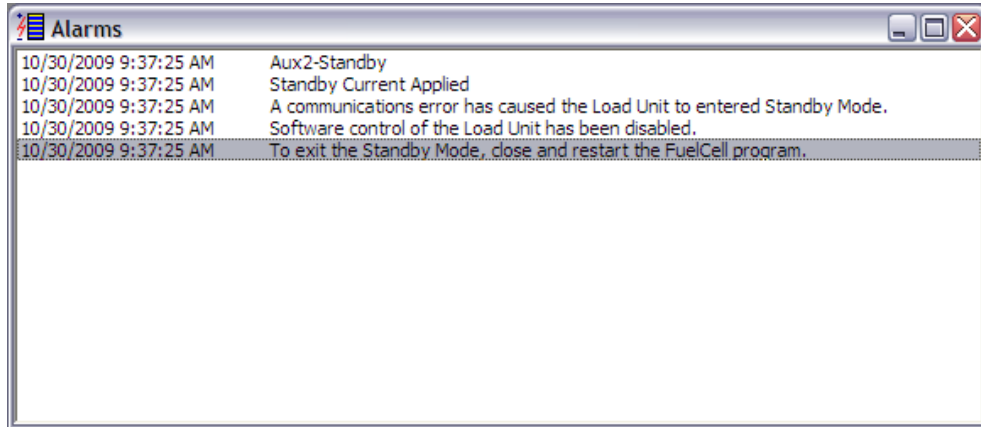 Alarms
10/30/2009 9:37:25 AM Aux2-Standby
10/30/2009 9:37:25 AM Standby Current Applied
10/30/2009 9:37:25 AM A communications error has caused the Load Unit to entered Standby Mode.
10/30/2009 9:37:25 AM Software control of the Load Unit has been disabled.
10/30/2009 9:37:25 AM To exit the Standby Mode, close and restart the FuelCell program.